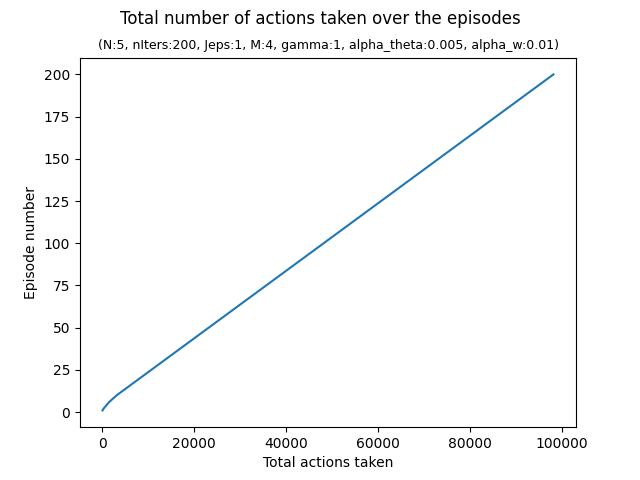 Total number of actions taken over the episodes
(N:5, nIters:200, Jeps:1, M:4, gamma:1, alpha_theta:0.005, alpha_w:0.01)
200
175
150
125
100
75
50
25
0
Episode number
0 20000 40000 60000 80000 100000
Total actions taken